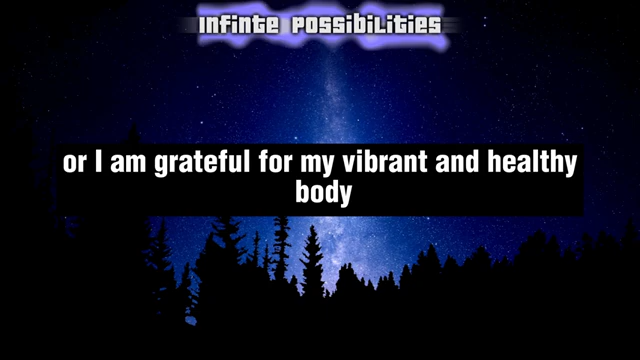 Infinte Possibilities
or I am grateful for my vibrant and healthy
body